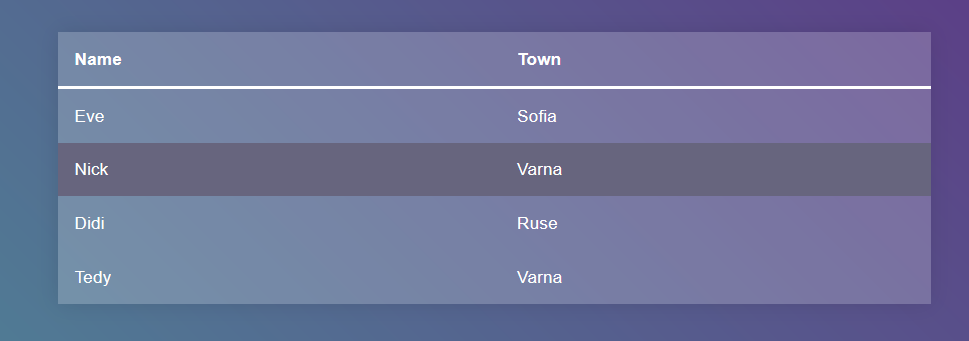 Name Town
Eve Sofia
Nick Varna
Didi Ruse
Tedy Varna